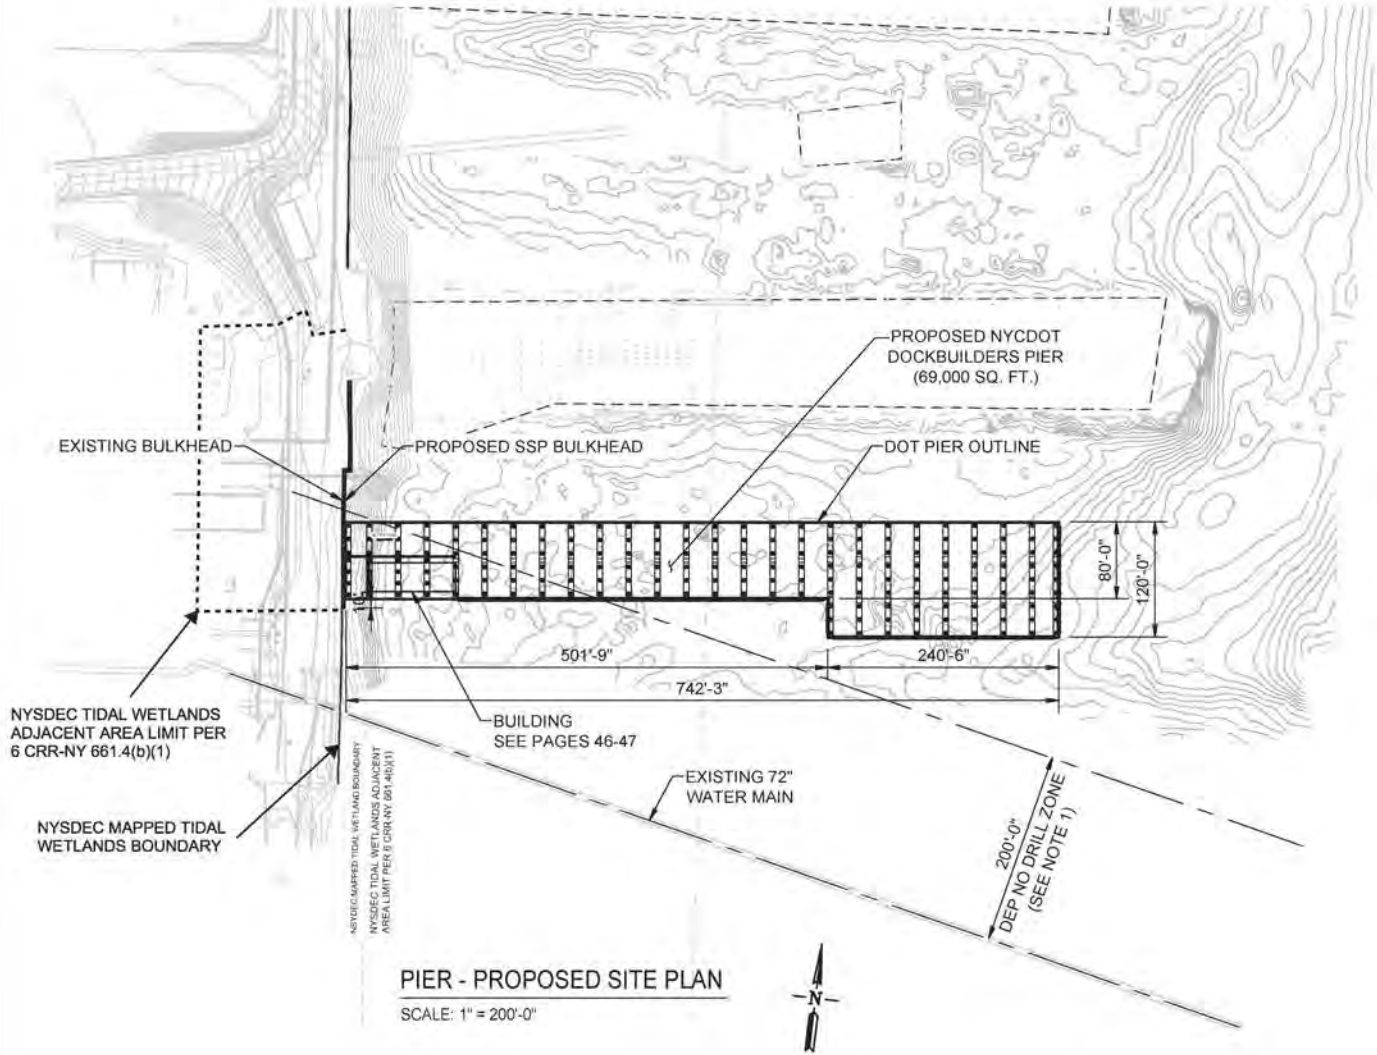 PROPOSED NYCDOT
DOCKBUILDERS PIER
(69,000 SQ. FT.)
EXISTING BULKHEAD
PROPOSED SSP BULKHEAD
DOT PIER OUTLINE
80'-0"
120'-0"
501'-9"
240'-6"
742'-3"
NYSDEC TIDAL WETLANDS
ADJACENT AREA LIMIT PER
6 CRR-NY 661.4(b)(1)
BUILDING
SEE PAGES 46-47
EXISTING 72"
WATER MAIN
NYSDEC MAPPED TIDAL
WETLANDS BOUNDARY
NSYDEC MAPPED TIDAL WETLAND BOUNDARY
NYSDEC TIDAL WETLANDS ADJACENT
AREA LIMIT PER 6 CRR-NY 661.4(b)(1)
200'-0"
DEP NO DRILL ZONE
(SEE NOTE 1)
PIER - PROPOSED SITE PLAN
SCALE: 1" = 200'-0"
N